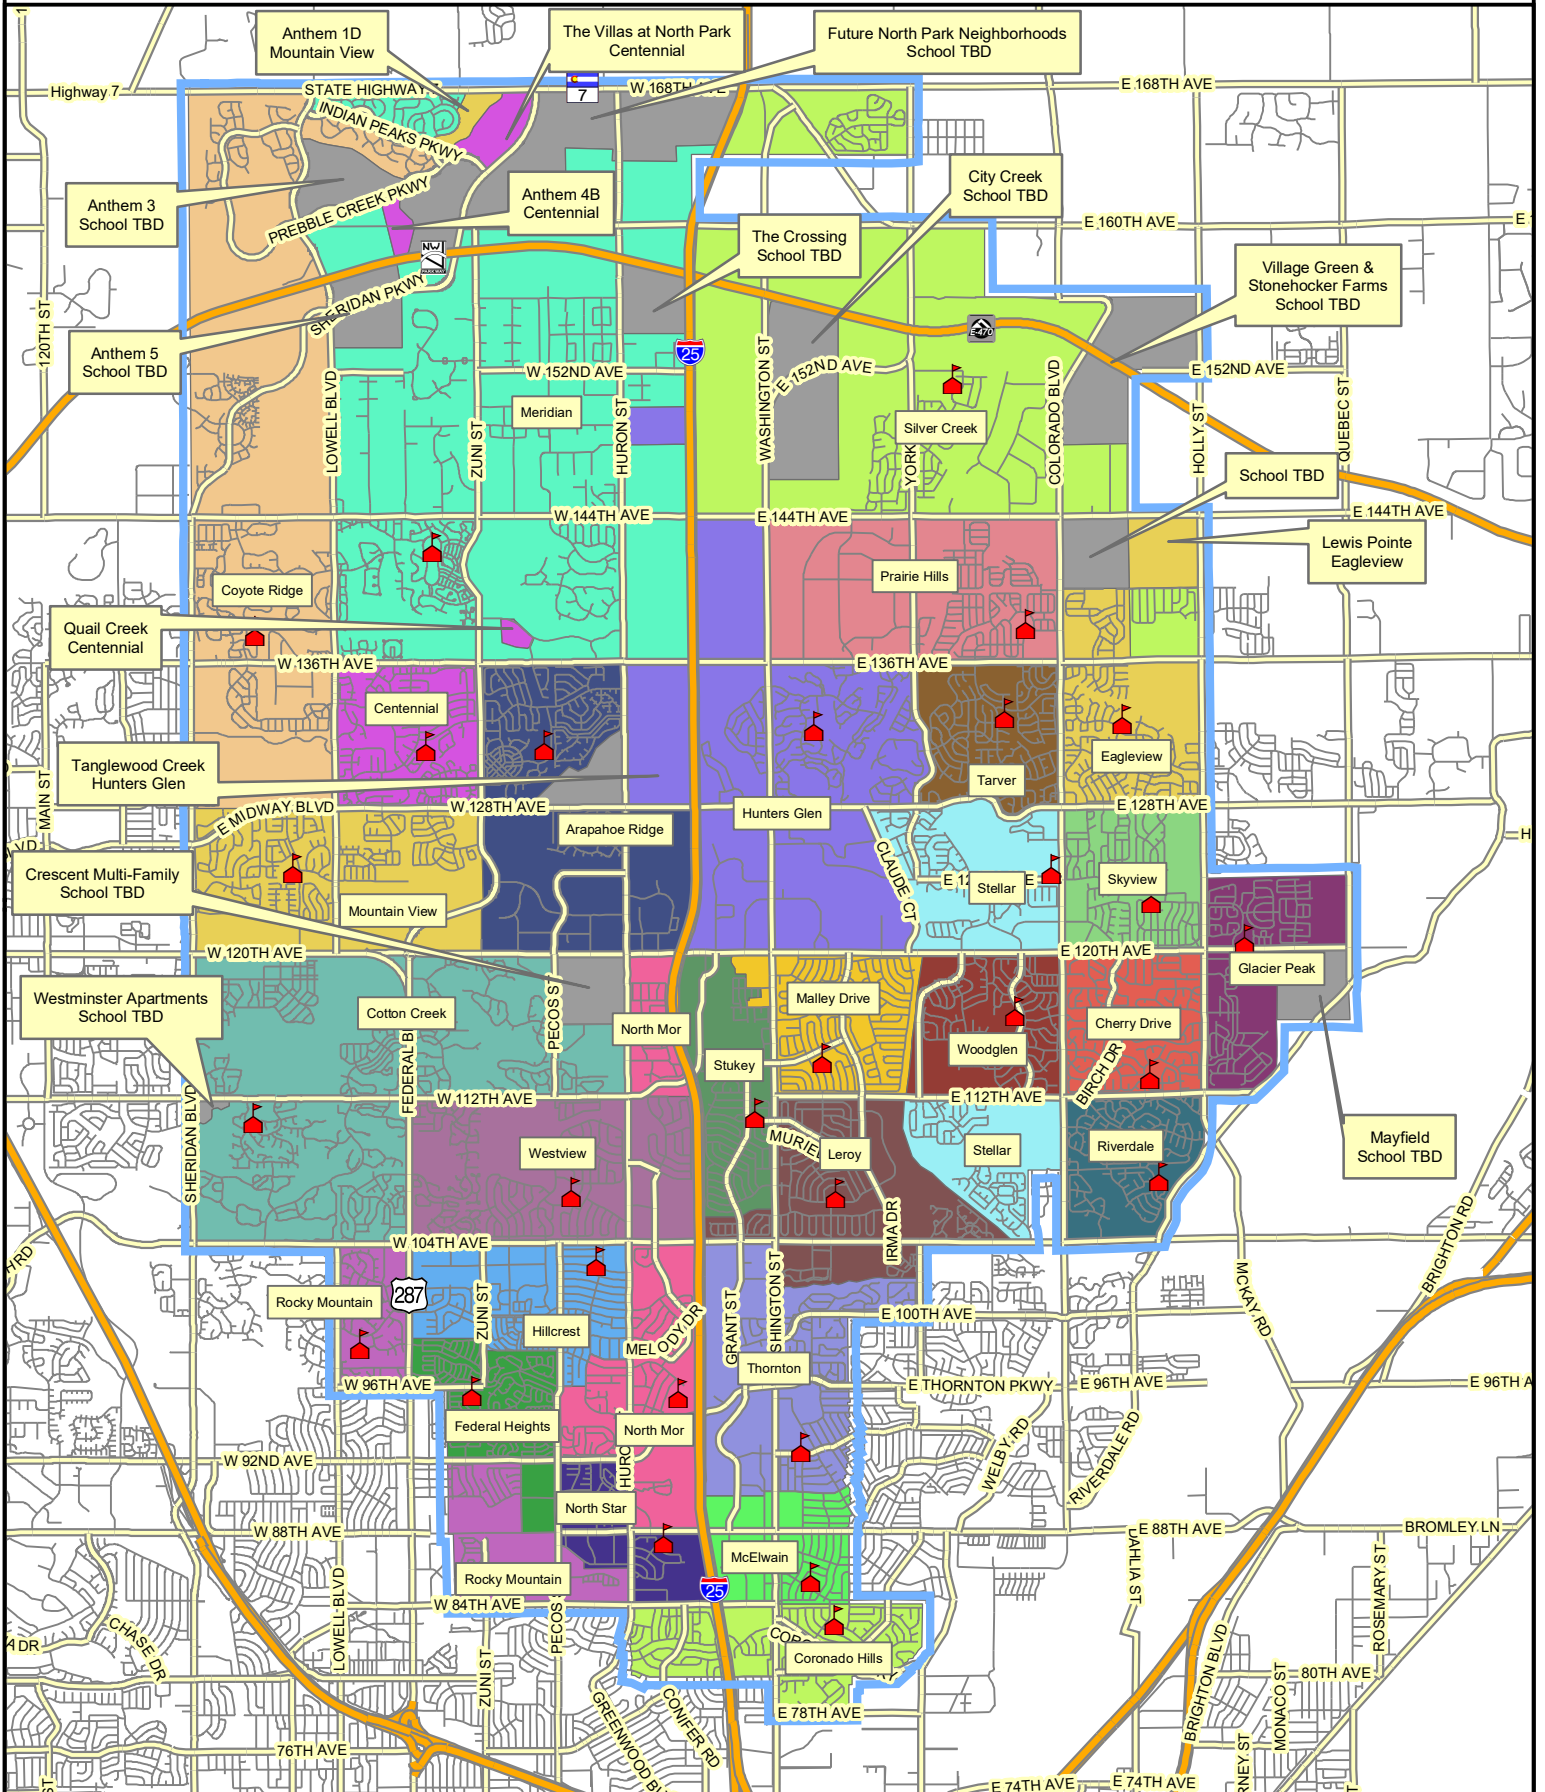 Anthem 1D
Mountain View
The Villas at North Park
Centennial
Future North Park Neighborhoods
School TBD
Highway 7
STATE HIGHWAY
7
W 168TH AVE
E 168TH AVE
INDIAN PEAKS PKWY
PREBBLE CREEK PKWY
Anthem 3
School TBD
Anthem 4B
Centennial
City Creek
School TBD
The Crossing
School TBD
E 160TH AVE
Village Green &
Stonehocker Farms
School TBD
NW
PARKWAY
SHERIDAN PKWY
120TH ST
Anthem 5
School TBD
E-470
25
W 152ND AVE
E 152ND AVE
E 152ND AVE
Meridian
Silver Creek
LOWELL BLVD
ZUNI ST
HURON ST
WASHINGTON ST
YORK
COLORADO BLVD
HOLLY ST
QUEBEC ST
School TBD
W 144TH AVE
E 144TH AVE
E 144TH AVE
Lewis Pointe
Eagleview
Coyote Ridge
Prairie Hills
Quail Creek
Centennial
W 136TH AVE
E 136TH AVE
Centennial
Tanglewood Creek
Hunters Glen
Eagleview
Tarver
MAIN ST
E MIDWAY BLVD
W 128TH AVE
E 128TH AVE
Hunters Glen
Arapahoe Ridge
Crescent Multi-Family
School TBD
CLAUDE CT
Stellar
Skyview
Mountain View
W 120TH AVE
E 120TH AVE
Glacier Peak
Westminster Apartments
School TBD
Cotton Creek
PECOS ST
North Mor
Malley Drive
Cherry Drive
Woodglen
Stukey
BIRCH DR
FEDERAL BL
W 112TH AVE
E 112TH AVE
SHERIDAN BLVD
Westview
MURIEL
Leroy
Stellar
Riverdale
Mayfield
School TBD
IRMA DR
W 104TH AVE
BRIGHTON RD
MCKAY RD
Rocky Mountain
287
ZUNI ST
Hillcrest
MELODY DR
GRANT ST
SHINGTON ST
E 100TH AVE
Thornton
W 96TH AVE
E THORNTON PKWY
E 96TH AVE
E 96TH A
Federal Heights
North Mor
HURO
WELBY RD
RIVERDALE RD
W 92ND AVE
North Star
W 88TH AVE
E 88TH AVE
BROMLEY LN
McElwain
Rocky Mountain
25
W 84TH AVE
LOWELL BLVD
PECOS
DAHLIA ST
ROSEMARY ST
CHASE DR
Coronado Hills
ZUNI ST
80TH AVE
GREENWOOD BL
CONIFER RD
E 78TH AVE
BRIGHTON BLVD
MONACO ST
76TH AVE
E 74TH AVE
E 74TH AVE